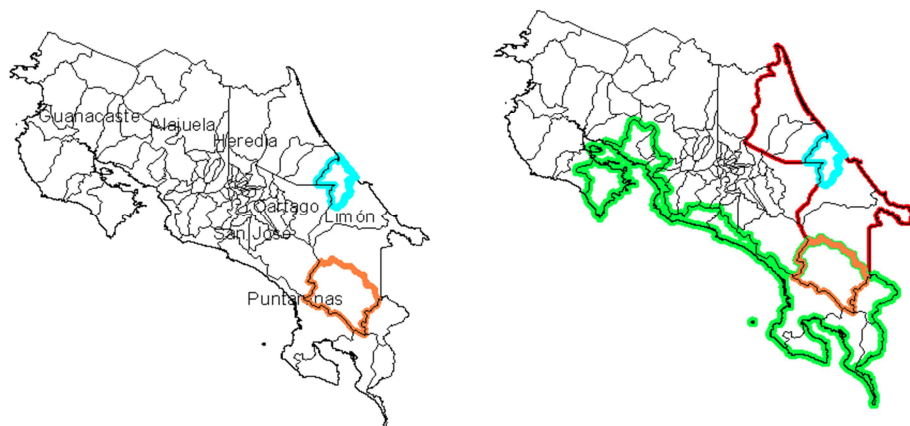 Guanacaste
Alajuela
Heredia
Cartago
Limón
San José
Puntarenas